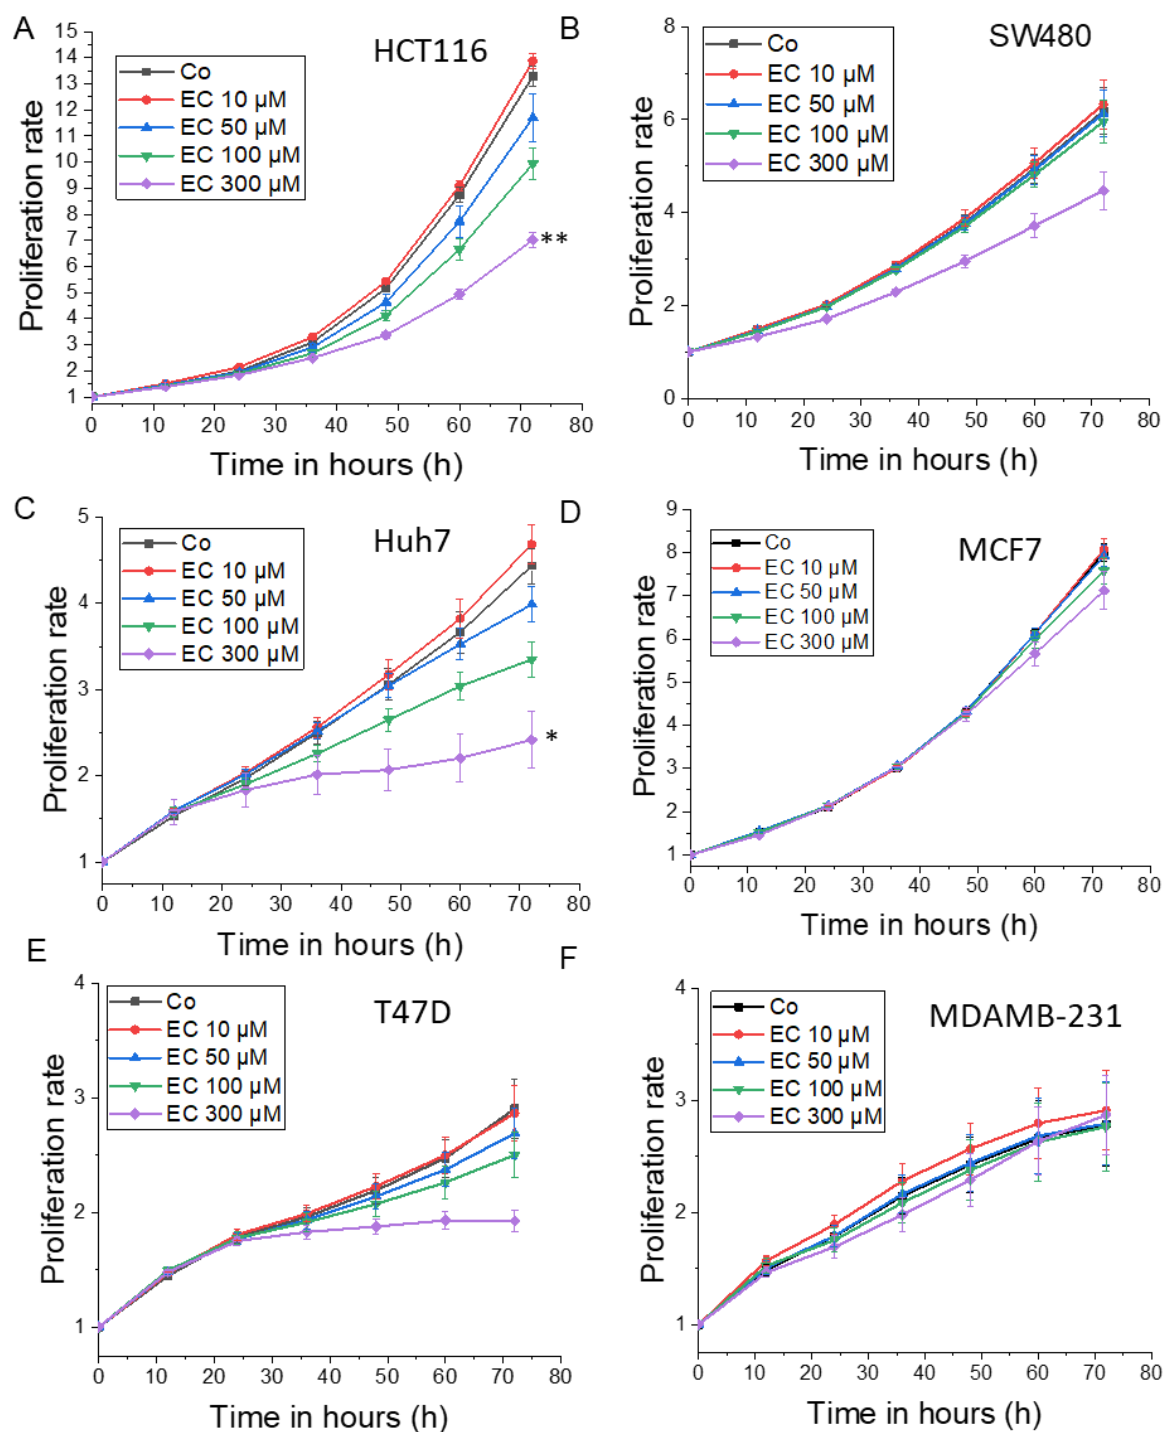 A
HCT116
Co
EC 10 µM
EC 50 µM
EC 100 µM
EC 300 µM
15
14
13
12
11
10
9
8
7
6
5
4
3
2
1
**
0 10 20 30 40 50 60 70 80
Proliferation rate
Time in hours (h)
B
SW480
Co
EC 10 µM
EC 50 µM
EC 100 µM
EC 300 µM
8
6
4
2
0
0 10 20 30 40 50 60 70 80
Proliferation rate
Time in hours (h)
C
Huh7
Co
EC 10 µM
EC 50 µM
EC 100 µM
EC 300 µM
5
4
3
2
1
*
0 10 20 30 40 50 60 70 80
Proliferation rate
Time in hours (h)
D
MCF7
Co
EC 10 µM
EC 50 µM
EC 100 µM
EC 300 µM
9
8
7
6
5
4
3
2
1
0 10 20 30 40 50 60 70 80
Proliferation rate
Time in hours (h)
E
T47D
Co
EC 10 µM
EC 50 µM
EC 100 µM
EC 300 µM
4
3
2
1
0 10 20 30 40 50 60 70 80
Proliferation rate
Time in hours (h)
F
MDAMB-231
Co
EC 10 µM
EC 50 µM
EC 100 µM
EC 300 µM
4
3
2
1
0 10 20 30 40 50 60 70 80
Proliferation rate
Time in hours (h)